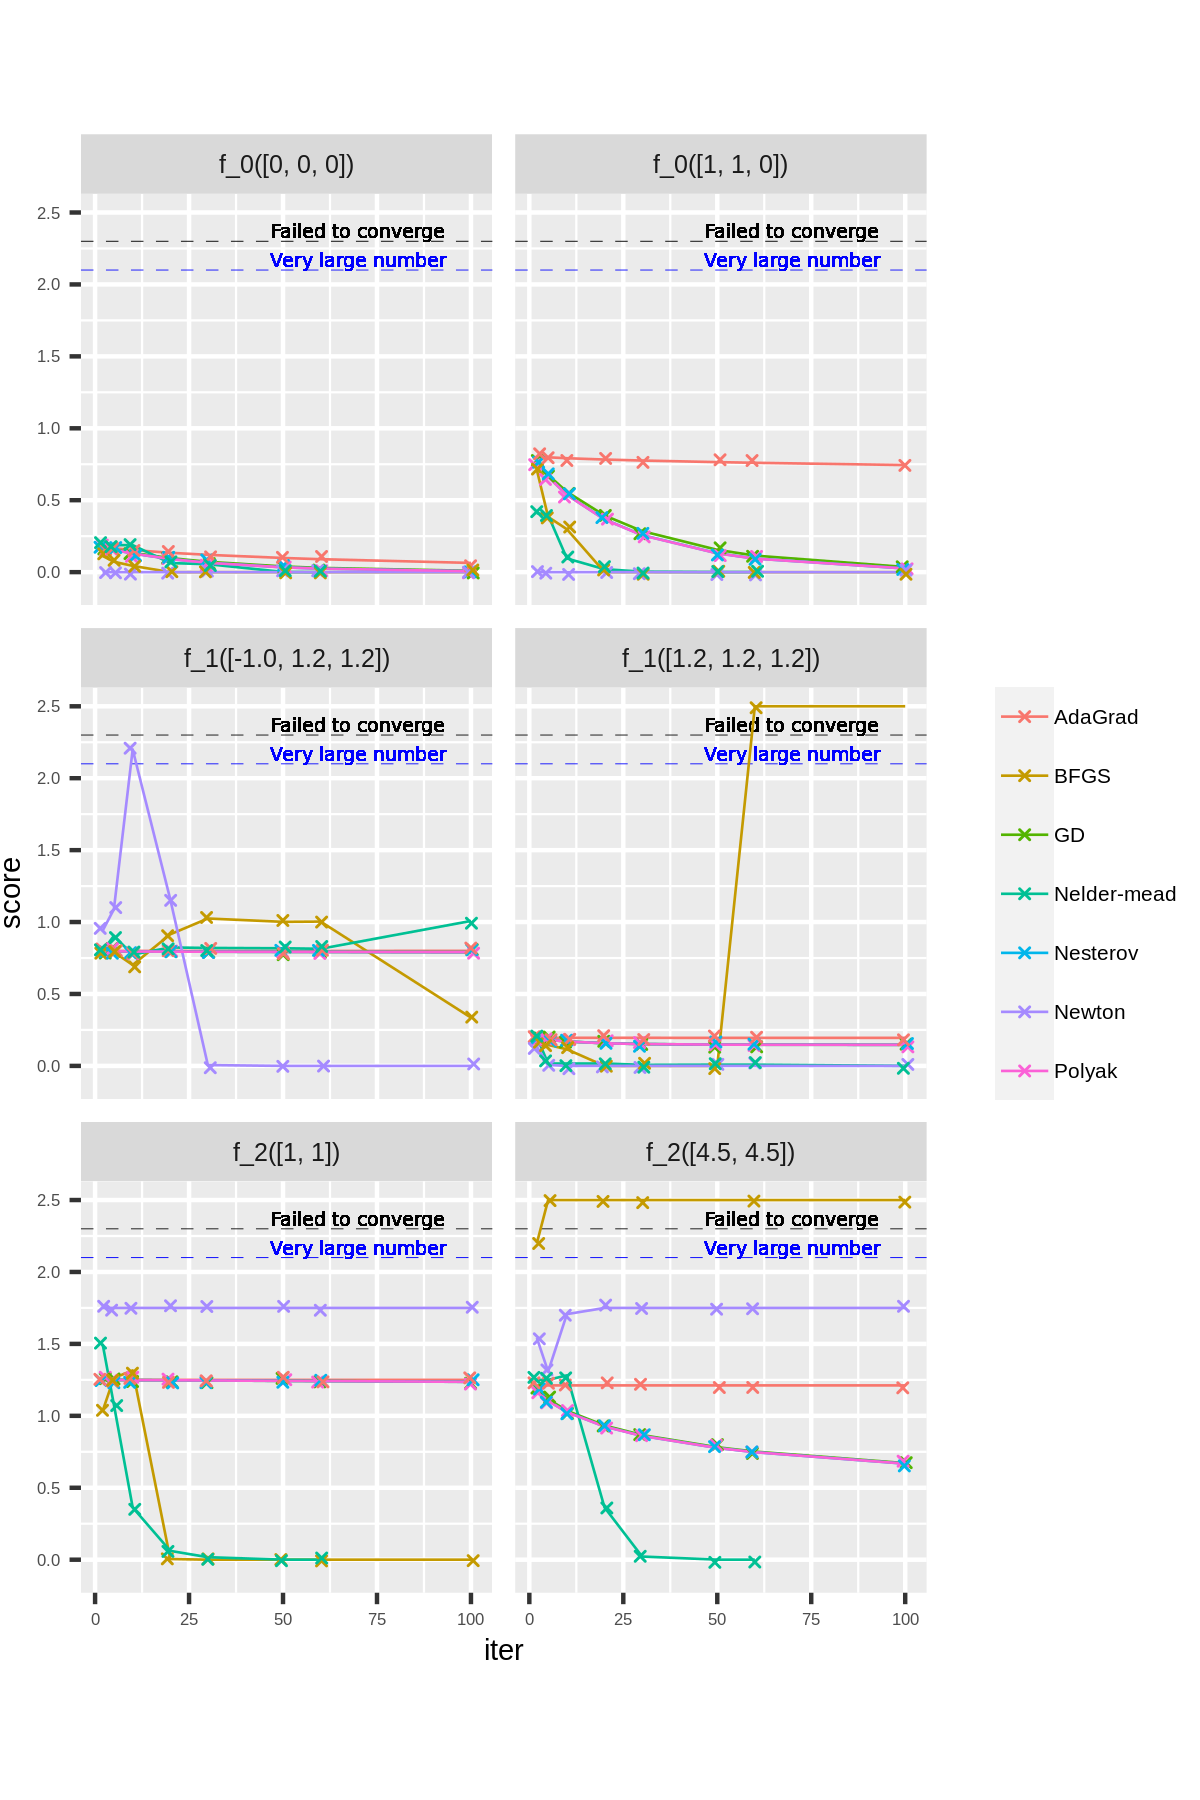 f_0([0, 0, 0])
f_0([1, 1, 0])
2.5
2.0
1.5
1.0
0.5
0.0
Failed to converge
Very large number
Failed to converge
Very large number
f_1([-1.0, 1.2, 1.2])
f_1([1.2, 1.2, 1.2])
2.5
2.0
1.5
1.0
0.5
0.0
Failed to converge
Very large number
Failed to converge
Very large number
f_2([1, 1])
f_2([4.5, 4.5])
2.5
2.0
1.5
1.0
0.5
0.0
Failed to converge
Very large number
Failed to converge
Very large number
0 25 50 75 100
0 25 50 75 100
iter
score
AdaGrad
BFGS
GD
Nelder-mead
Nesterov
Newton
Polyak